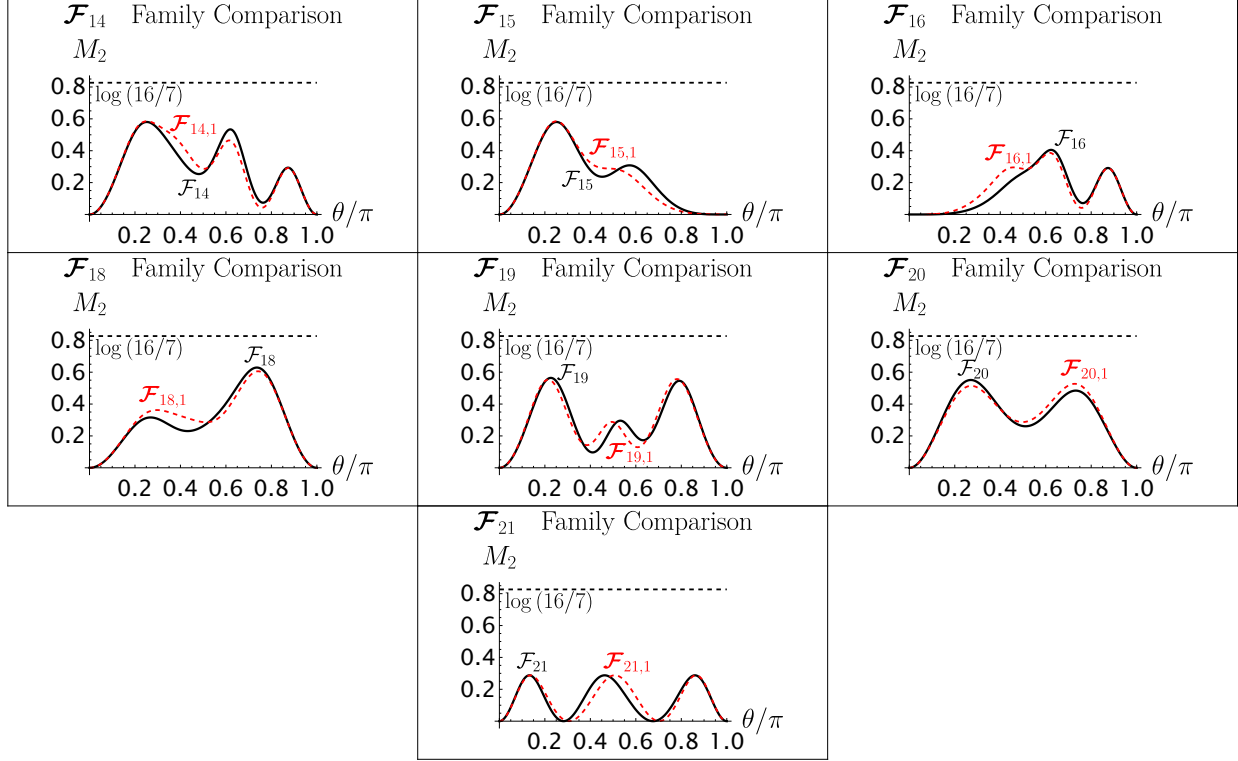 𝓕14 Family Comparison
M2
0.8
log (16/7)
0.6
𝓕14,1
0.4
0.2
𝓕14
θ/π
0.2 0.4 0.6 0.8 1.0
𝓕15 Family Comparison
M2
0.8
log (16/7)
0.6
𝓕15,1
0.4
0.2
𝓕15
θ/π
0.2 0.4 0.6 0.8 1.0
𝓕16 Family Comparison
M2
0.8
log (16/7)
0.6
𝓕16
0.4
𝓕16,1
0.2
θ/π
0.2 0.4 0.6 0.8 1.0
𝓕18 Family Comparison
M2
0.8
log (16/7)
𝓕18
0.6
𝓕18,1
0.4
0.2
θ/π
0.2 0.4 0.6 0.8 1.0
𝓕19 Family Comparison
M2
0.8
log (16/7)
0.6
𝓕19
0.4
0.2
𝓕19,1
θ/π
0.2 0.4 0.6 0.8 1.0
𝓕20 Family Comparison
M2
0.8
log (16/7)
0.6
𝓕20
𝓕20,1
0.4
0.2
θ/π
0.2 0.4 0.6 0.8 1.0
𝓕21 Family Comparison
M2
0.8
log (16/7)
0.6
0.4
𝓕21
𝓕21,1
0.2
θ/π
0.2 0.4 0.6 0.8 1.0